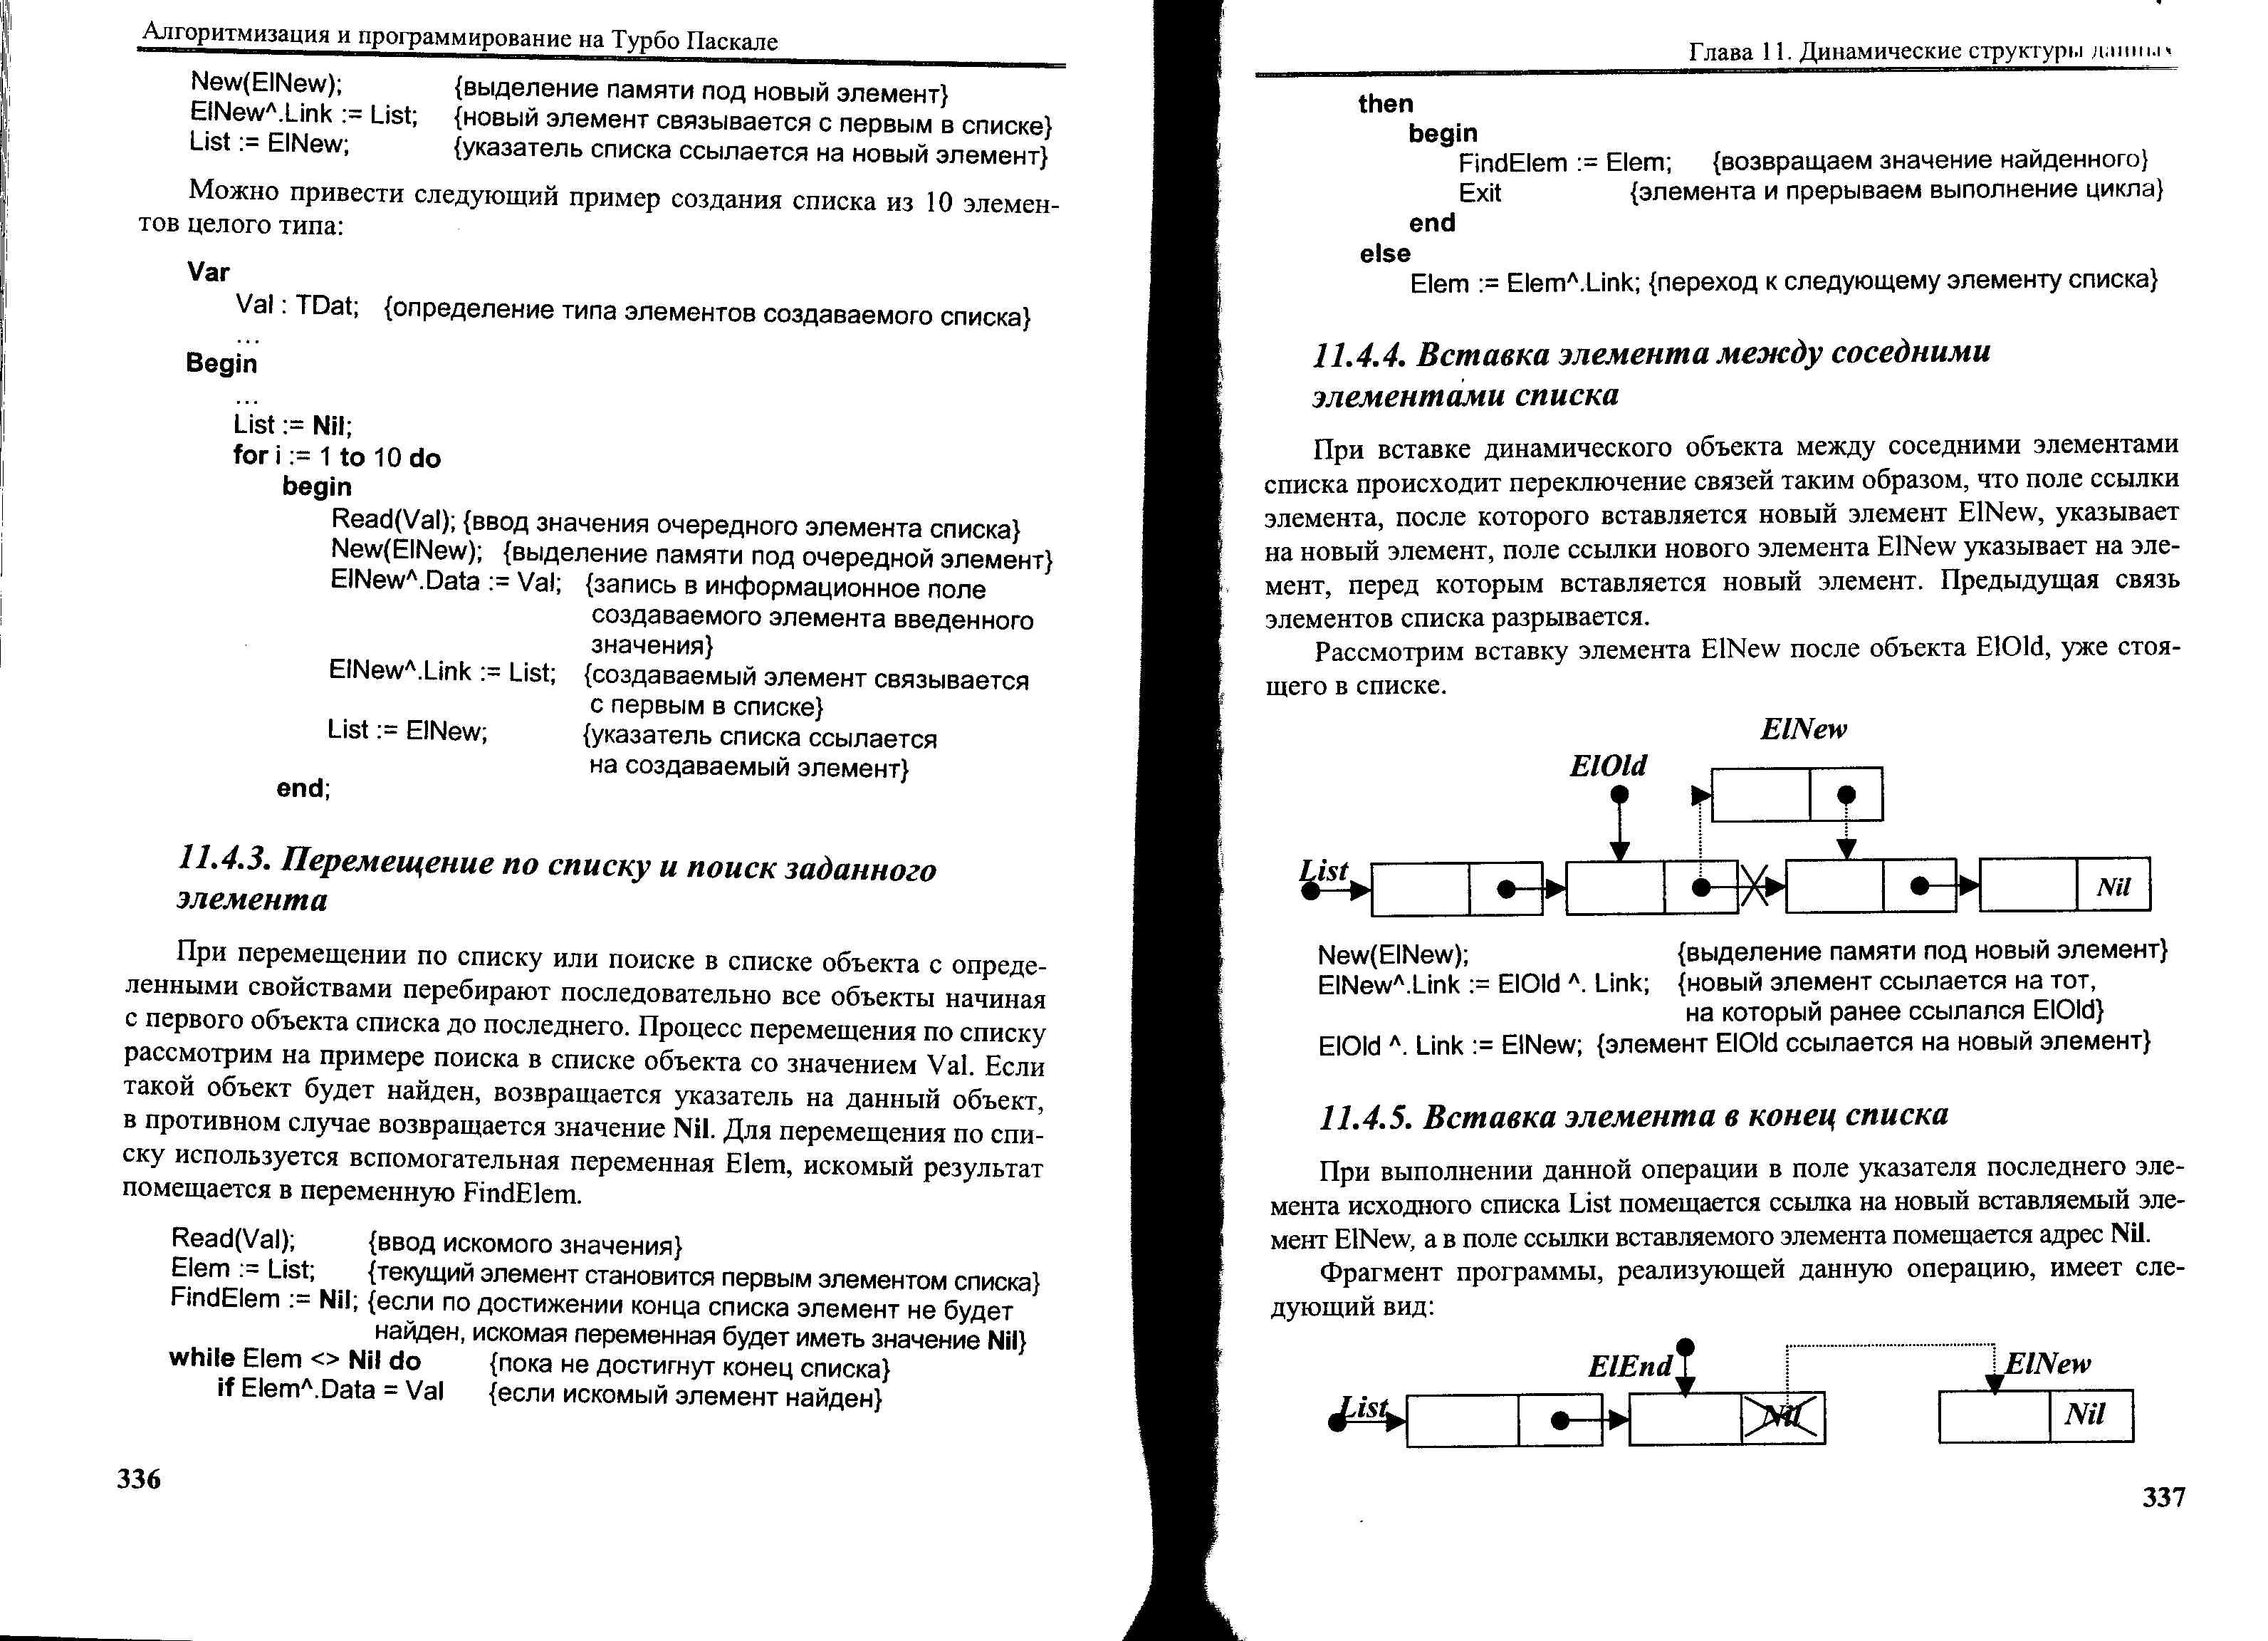 Алгоритмизация и программирование на Турбо Паскале
New(ElNew); {выделение памяти под новый элемент}
ElNew^.Link := List; {новый элемент связывается с первым в списке}
List := ElNew; {указатель списка ссылается на новый элемент}
Можно привести следующий пример создания списка из 10 элемен-
тов целого типа:
Var
Val : TDat; {определение типа элементов создаваемого списка}
...
Begin
...
List := Nil;
for i := 1 to 10 do
begin
Read(Val); {ввод значения очередного элемента списка}
New(ElNew); {выделение памяти под очередной элемент}
ElNew^.Data := Val; {запись в информационное поле
создаваемого элемента введенного
значения}
ElNew^.Link := List; {создаваемый элемент связывается
с первым в списке}
List := ElNew; {указатель списка ссылается
на создаваемый элемент}
end;
11.4.3. Перемещение по списку и поиск заданного
элемента
При перемещении по списку или поиске в списке объекта с опреде-
ленными свойствами перебирают последовательно все объекты начиная
с первого объекта списка до последнего. Процесс перемещения по списку
рассмотрим на примере поиска в списке объекта со значением Val. Если
такой объект будет найден, возвращается указатель на данный объект,
в противном случае возвращается значение Nil. Для перемещения по спи-
ску используется вспомогательная переменная Elem, искомый результат
помещается в переменную FindElem.
Read(Val); {ввод искомого значения}
Elem := List; {текущий элемент становится первым элементом списка}
FindElem := Nil; {если по достижении конца списка элемент не будет
найден, искомая переменная будет иметь значение Nil}
while Elem <> Nil do {пока не достигнут конец списка}
if Elem^.Data = Val {если искомый элемент найден}
336
Глава 11. Динамические структуры данных
then
begin
FindElem := Elem; {возвращаем значение найденного}
Exit {элемента и прерываем выполнение цикла}
end
else
Elem := Elem^.Link; {переход к следующему элементу списка}
11.4.4. Вставка элемента между соседними
элементами списка
При вставке динамического объекта между соседними элементами
списка происходит переключение связей таким образом, что поле ссылки
элемента, после которого вставляется новый элемент ElNew, указывает
на новый элемент, поле ссылки нового элемента ElNew указывает на эле-
мент, перед которым вставляется новый элемент. Предыдущая связь
элементов списка разрывается.
Рассмотрим вставку элемента ElNew после объекта ElOld, уже стоя-
щего в списке.
ElNew
ElOld
List
Nil
New(ElNew); {выделение памяти под новый элемент}
ElNew^.Link := ElOld ^. Link; {новый элемент ссылается на тот,
на который ранее ссылался ElOld}
ElOld ^. Link := ElNew; {элемент ElOld ссылается на новый элемент}
11.4.5. Вставка элемента в конец списка
При выполнении данной операции в поле указателя последнего эле-
мента исходного списка List помещается ссылка на новый вставляемый эле-
мент ElNew, а в поле ссылки вставляемого элемента помещается адрес Nil.
Фрагмент программы, реализующей данную операцию, имеет сле-
дующий вид:
ElEnd ElNew
List Nil Nil
337